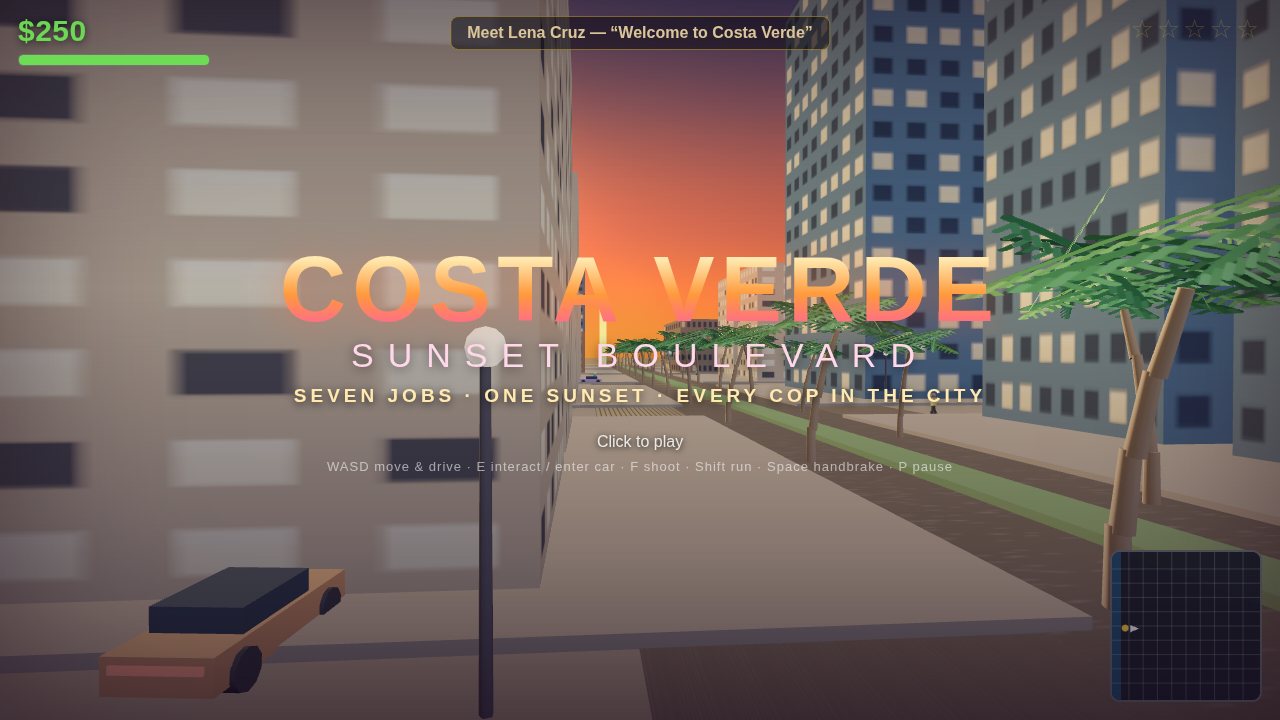 $250
Meet Lena Cruz — “Welcome to Costa Verde”
COSTA VERDE
SUNSET BOULEVARD
SEVEN JOBS · ONE SUNSET · EVERY COP IN THE CITY
Click to play
WASD move & drive · E interact / enter car · F shoot · Shift run · Space handbrake · P pause